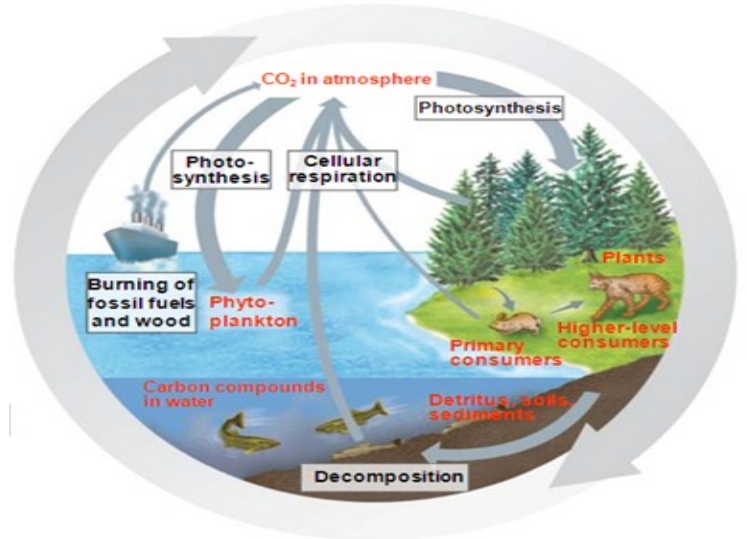 CO₂ in atmosphere
Photosynthesis
Photo-
synthesis
Cellular
respiration
Burning of
fossil fuels
and wood
Phyto-
plankton
Plants
Higher-level
consumers
Primary
consumers
Carbon compounds
in water
Detritus, soils,
sediments
Decomposition